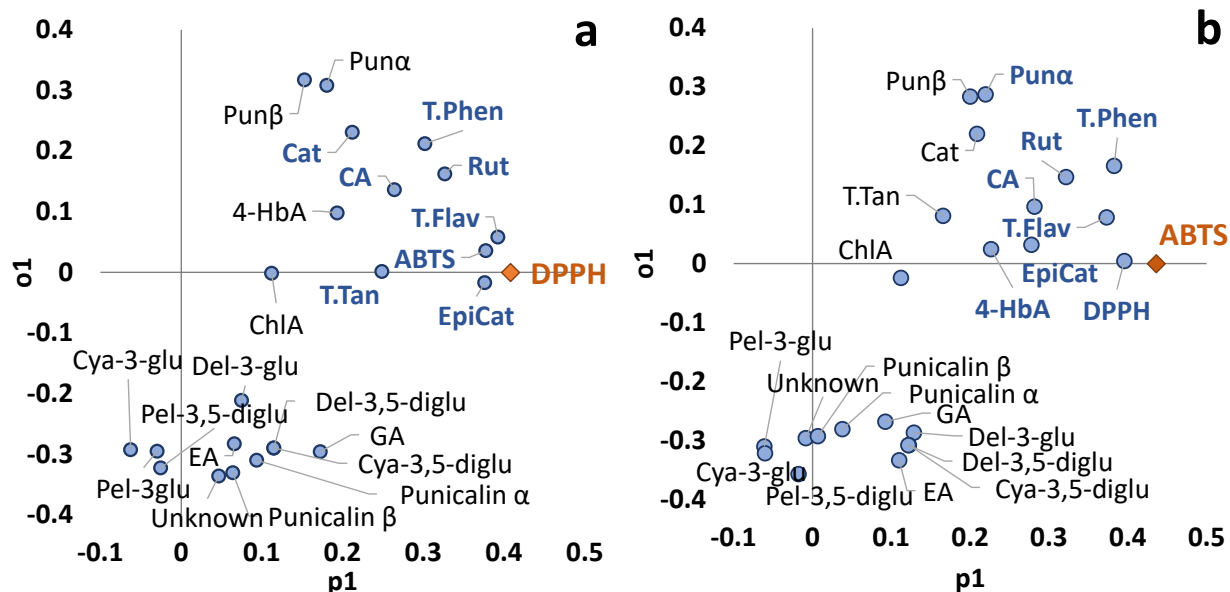 a
0.4
0.3
0.2
0.1
0
-0.1
-0.2
-0.3
-0.4
o1
Punα
Punβ
T.Phen
Cat
CA
Rut
4-HbA
T.Flav
ABTS
DPPH
T.Tan
EpiCat
ChlA
Cya-3-glu
Del-3-glu
Pel-3,5-diglu
Del-3,5-diglu
EA
GA
Cya-3,5-diglu
Pel-3glu
Punicalin α
Unknown
Punicalin β
-0.1
0
0.1
0.2
0.3
0.4
0.5
p1
b
0.4
0.3
0.2
0.1
0
-0.1
-0.2
-0.3
-0.4
o1
Punβ
Punα
T.Phen
Rut
Cat
CA
T.Tan
T.Flav
ABTS
ChlA
EpiCat
4-HbA
DPPH
Pel-3-glu
Unknown
Punicalin β
Punicalin α
GA
Del-3-glu
Cya-3-glu
Del-3,5-diglu
Pel-3,5-diglu
EA
Cya-3,5-diglu
-0.1
0
0.1
0.2
0.3
0.4
0.5
p1